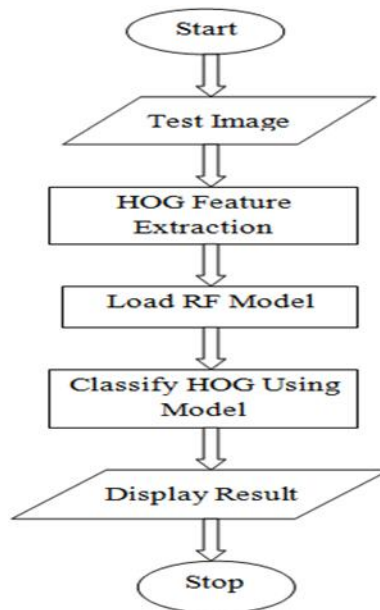 Start
Test Image
HOG Feature
Extraction
Load RF Model
Classify HOG Using
Model
Display Result
Stop